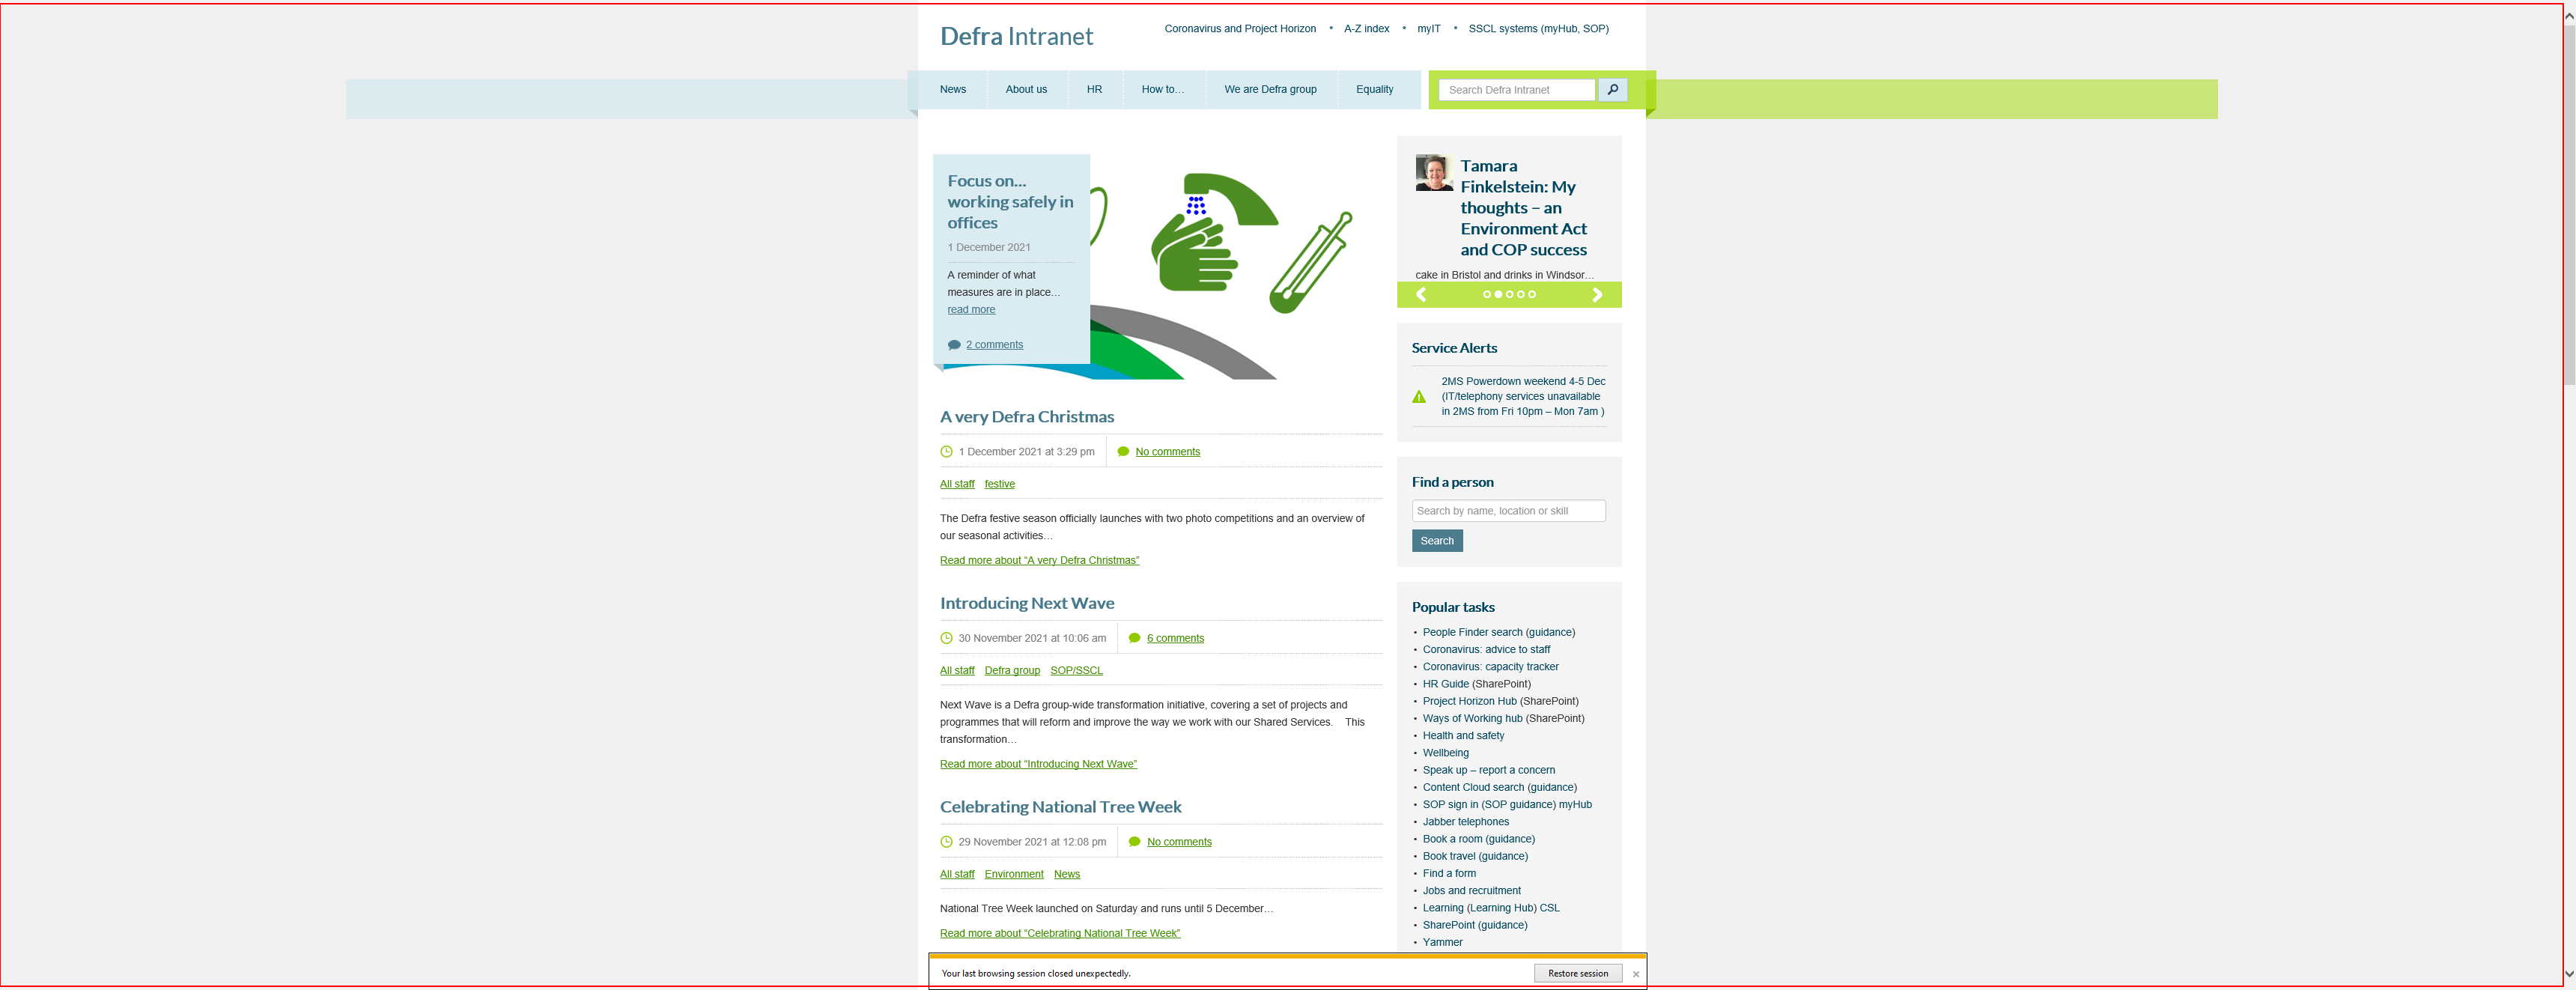 Defra Intranet
Coronavirus and Project Horizon • A-Z index • myIT • SSCL systems (myHub, SOP)
News
About us
HR
How to…
We are Defra group
Equality
Search Defra Intranet
Focus on...
working safely in
offices
1 December 2021
A reminder of what
measures are in place…
read more
2 comments
Tamara
Finkelstein: My
thoughts – an
Environment Act
and COP success
cake in Bristol and drinks in Windsor…
Service Alerts
2MS Powerdown weekend 4-5 Dec
(IT/telephony services unavailable
in 2MS from Fri 10pm – Mon 7am )
A very Defra Christmas
1 December 2021 at 3:29 pm
No comments
All staff festive
The Defra festive season officially launches with two photo competitions and an overview of
our seasonal activities…
Read more about “A very Defra Christmas”
Find a person
Search by name, location or skill
Search
Introducing Next Wave
30 November 2021 at 10:06 am
6 comments
All staff Defra group SOP/SSCL
Next Wave is a Defra group-wide transformation initiative, covering a set of projects and
programmes that will reform and improve the way we work with our Shared Services. This
transformation…
Read more about “Introducing Next Wave”
Popular tasks
• People Finder search (guidance)
• Coronavirus: advice to staff
• Coronavirus: capacity tracker
• HR Guide (SharePoint)
• Project Horizon Hub (SharePoint)
• Ways of Working hub (SharePoint)
• Health and safety
• Wellbeing
• Speak up – report a concern
• Content Cloud search (guidance)
• SOP sign in (SOP guidance) myHub
• Jabber telephones
• Book a room (guidance)
• Book travel (guidance)
• Find a form
• Jobs and recruitment
• Learning (Learning Hub) CSL
• SharePoint (guidance)
• Yammer
Celebrating National Tree Week
29 November 2021 at 12:08 pm
No comments
All staff Environment News
National Tree Week launched on Saturday and runs until 5 December…
Read more about “Celebrating National Tree Week”
Your last browsing session closed unexpectedly.
Restore session
×